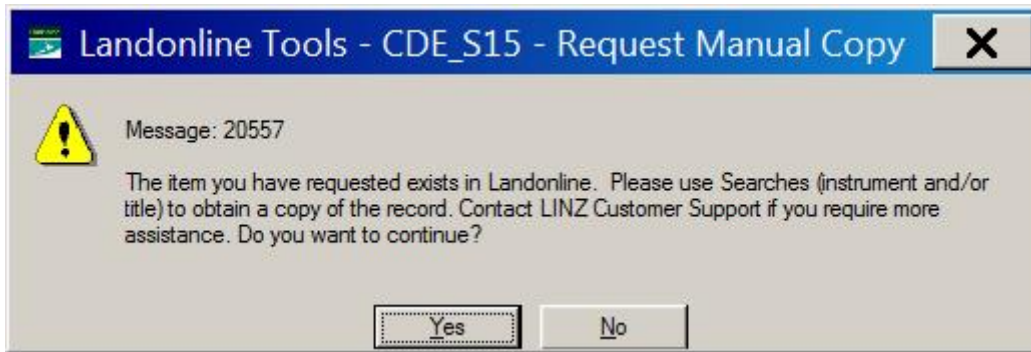 Landonline Tools - CDE_S15 - Request Manual Copy
Message: 20557
The item you have requested exists in Landonline. Please use Searches (instrument and/or
title) to obtain a copy of the record. Contact LINZ Customer Support if you require more
assistance. Do you want to continue?
Yes No